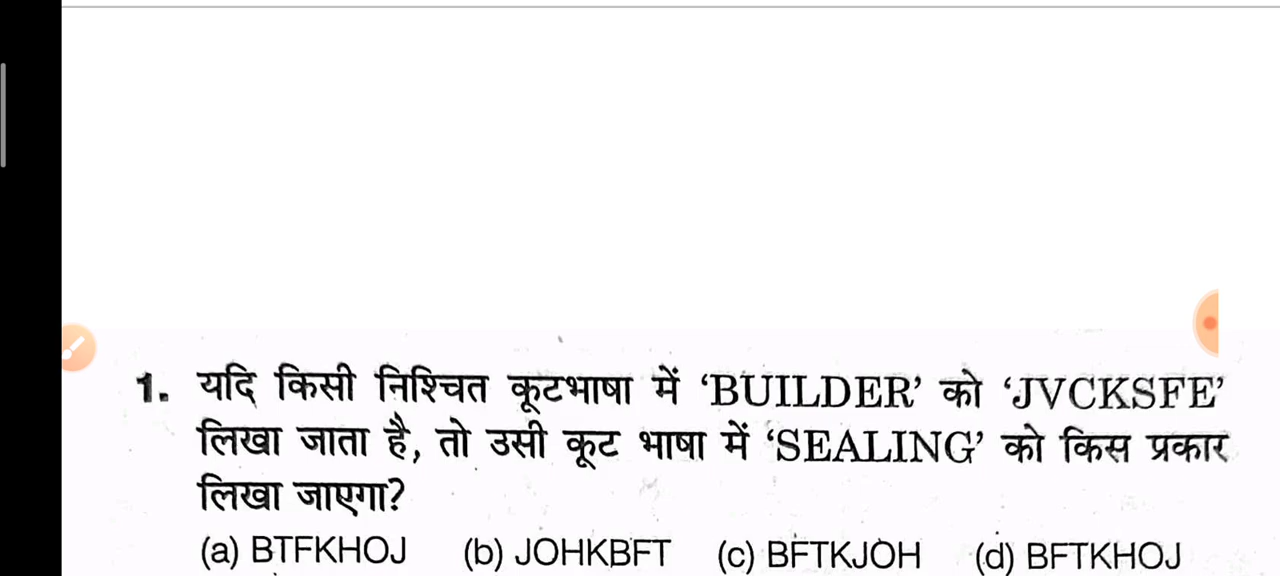 1. यदि किसी निश्चित कूटभाषा में ‘BUILDER’ को ‘JVCKSFE’
लिखा जाता है, तो उसी कूट भाषा में ‘SEALING’ को किस प्रकार
लिखा जाएगा?
(a) BTFKHOJ (b) JOHKBFT (c) BFTKJOH (d) BFTKHOJ